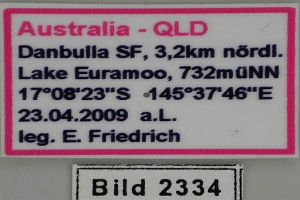 Australia - QLD
Danbulla SF, 3,2km nördl.
Lake Euramoo, 732müNN
17°08'23"S 145°37'46"E
23.04.2009 a.L.
leg. E. Friedrich
Bild 2334